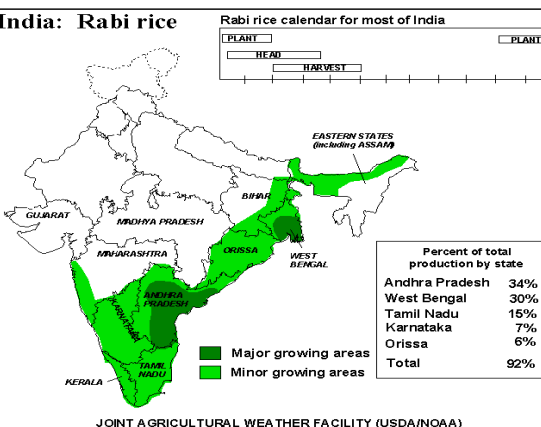 India: Rabi rice
Rabi rice calendar for most of India
PLANT
PLANT
HEAD
HARVEST
EASTERN STATES
(including ASSAM)
BIHAR
GUJARAT
MADHYA PRADESH
MAHARASHTRA
ORISSA
WEST
BENGAL
ANDHRA
PRADESH
KARNATAKA
TAMIL
NADU
KERALA
Major growing areas
Minor growing areas
Percent of total
production by state
Andhra Pradesh 34%
West Bengal 30%
Tamil Nadu 15%
Karnataka 7%
Orissa 6%
Total 92%
JOINT AGRICULTURAL WEATHER FACILITY (USDA/NOAA)